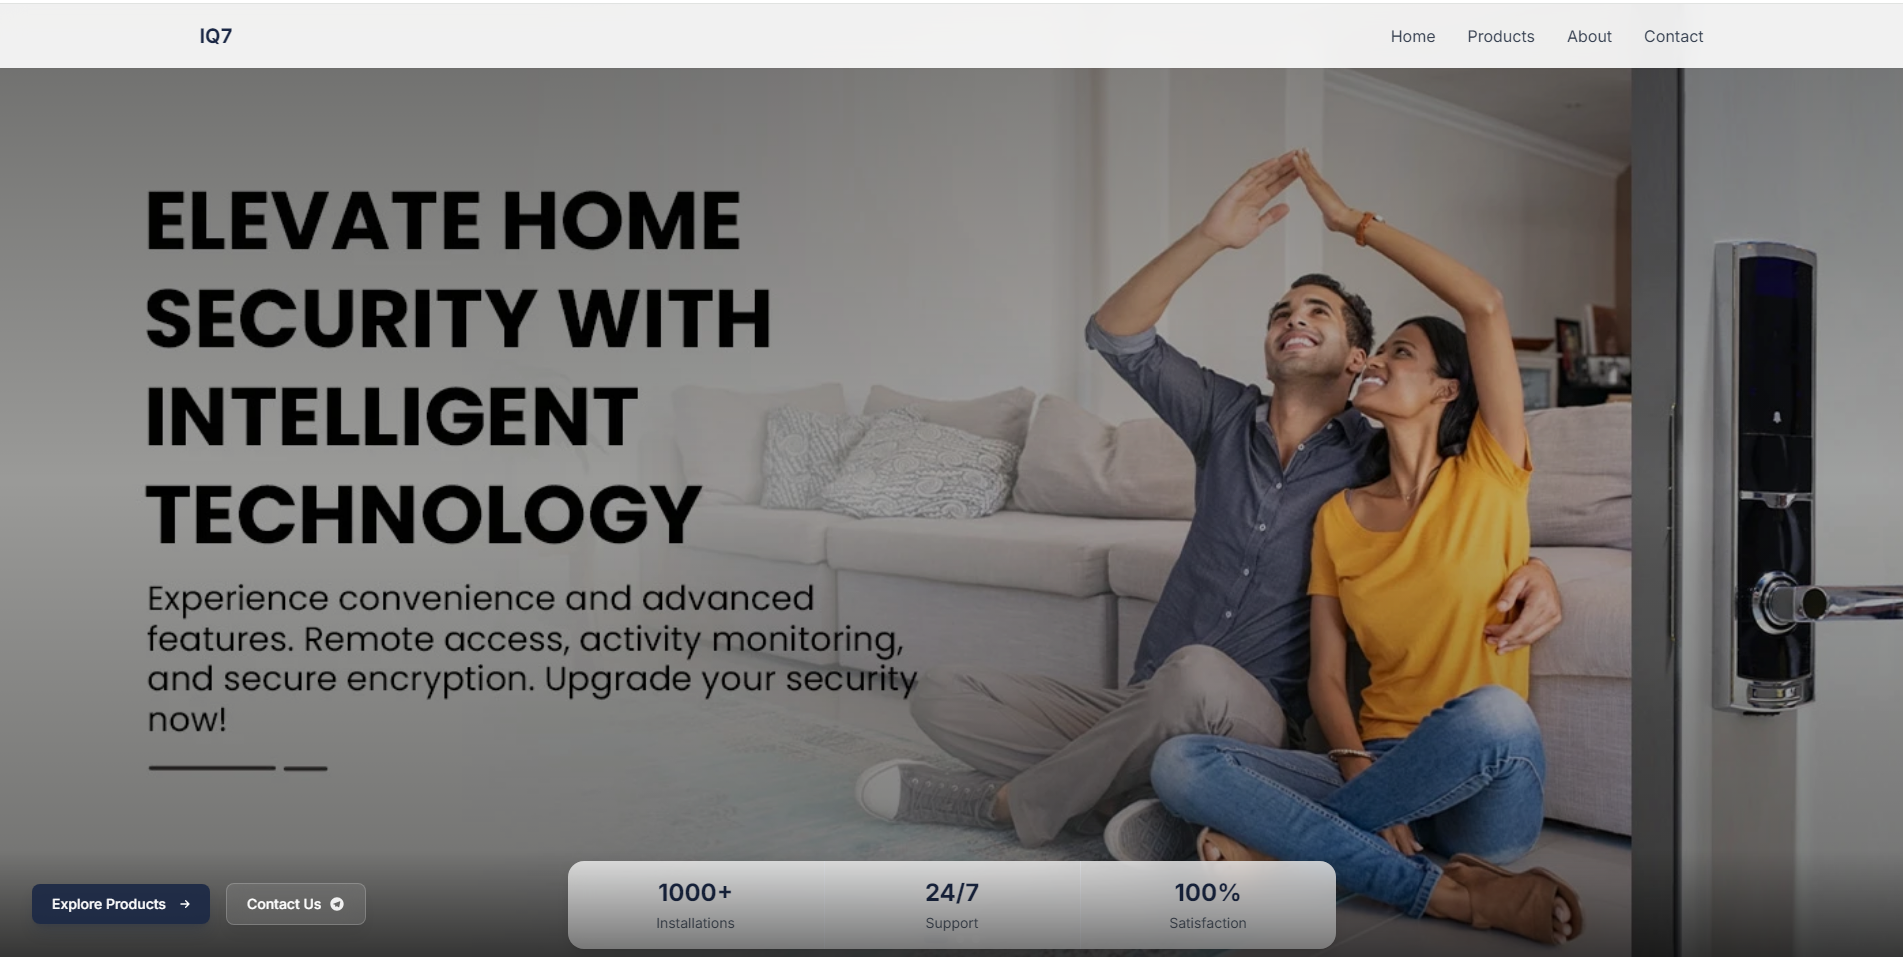 IQ7
Home
Products
About
Contact
ELEVATE HOME
SECURITY WITH
INTELLIGENT
TECHNOLOGY
Experience convenience and advanced
features. Remote access, activity monitoring,
and secure encryption. Upgrade your security
now!
Explore Products →
Contact Us
1000+
Installations
24/7
Support
100%
Satisfaction